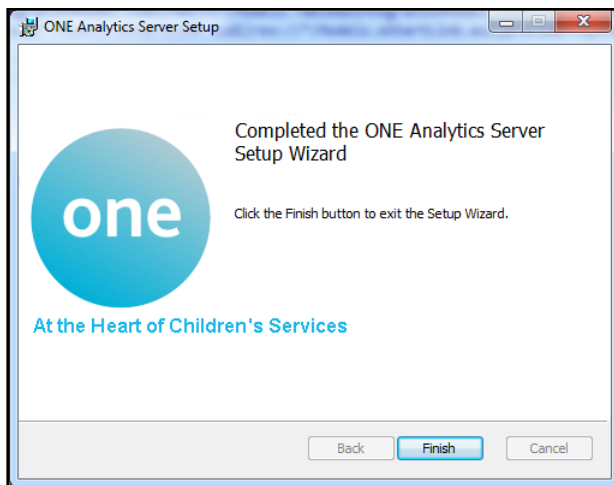 ONE Analytics Server Setup
Completed the ONE Analytics Server
Setup Wizard
one
Click the Finish button to exit the Setup Wizard.
At the Heart of Children's Services
Back Finish Cancel